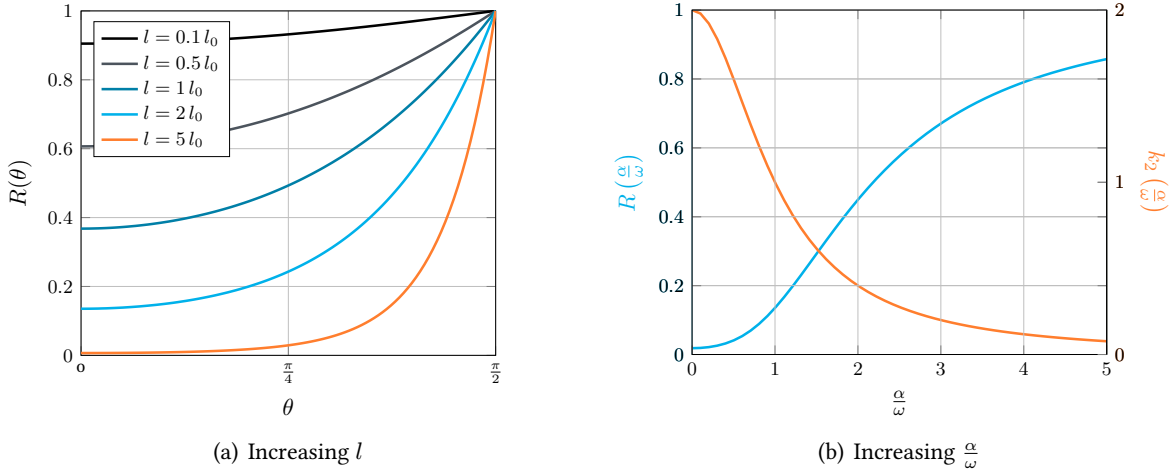 1
0.8
0.6
0.4
0.2
0
R(θ)
l = 0.1 l₀
l = 0.5 l₀
l = 1 l₀
l = 2 l₀
l = 5 l₀
0
π/4
π/2
θ
(a) Increasing l
1
0.8
0.6
0.4
0.2
0
R (α/ω)
2
1
0
k₂ (α/ω)
0
1
2
3
4
5
α/ω
(b) Increasing α/ω